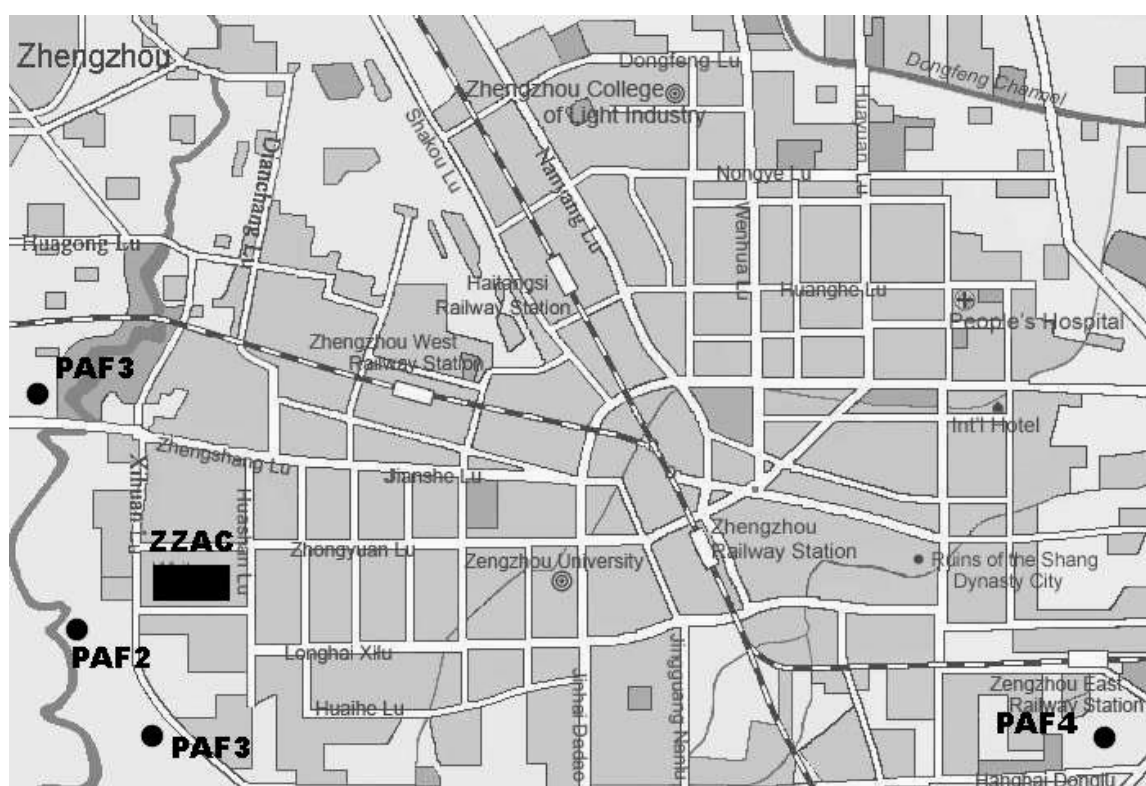 Zhengzhou
Dongfeng Lu
Dongfeng Channel
Zhengzhou College
of Light Industry
Shakou Lu
Huayuan Lu
Dianchang Lu
Nanyang Lu
Nongye Lu
Wenhua Lu
Huagong Lu
Haitangsi
Railway Station
Huanghe Lu
People's Hospital
Zhengzhou West
Railway Station
PAF3
Int'l Hotel
Zhengshang Lu
Jianshe Lu
Xihuan Lu
Huashan Lu
ZZAC
Zhongyuan Lu
Zengzhou University
Zhengzhou
Railway Station
Ruins of the Shang
Dynasty City
PAF2
Longhai Xilu
Jingguang Nanlu
Jinhai Dadao
Zengzhou East
Railway Station
Huaihe Lu
PAF3
PAF4
Hanghai Donglu